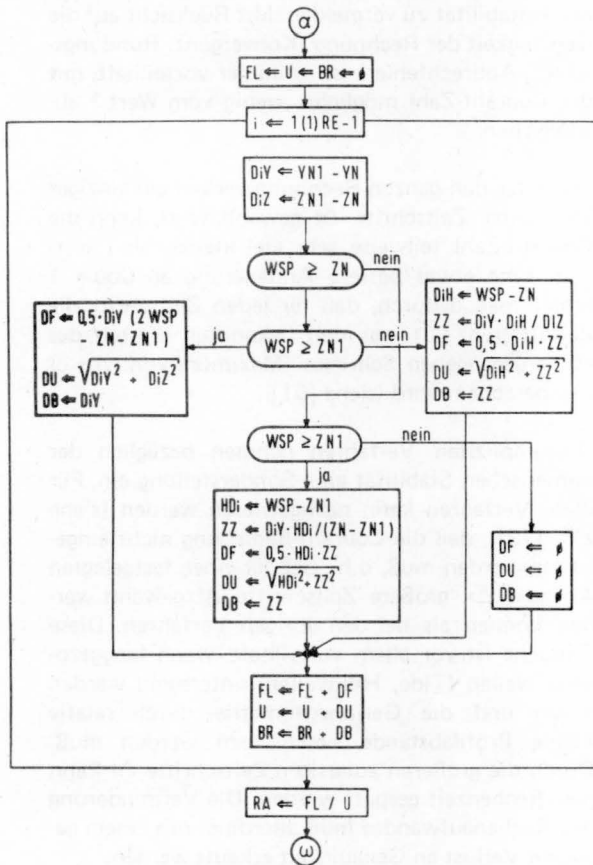 α
FL ⇐ U ⇐ BR ⇐ ø
i ⇐ 1(1)RE-1
DiY ⇐ YN1 - YN
DiZ ⇐ ZN1 - ZN
nein
WSP ≥ ZN
DF ⇐ 0,5·DiY(2 WSP
- ZN - ZN1)
DU ⇐ √DiY² + DiZ²
DB ⇐ DiY
ja
WSP ≥ ZN1
nein
DiH ⇐ WSP - ZN
ZZ ⇐ DiY·DiH/DIZ
DF ⇐ 0,5·DiH·ZZ
DU ⇐ √DiH² + ZZ²
DB ⇐ ZZ
WSP ≥ ZN1
nein
ja
HDi ⇐ WSP-ZN1
ZZ ⇐ DiY·HDi/(ZN-ZN1)
DF ⇐ 0,5·HDi·ZZ
DU ⇐ √HDi²·ZZ²
DB ⇐ ZZ
DF ⇐ ø
DU ⇐ ø
DB ⇐ ø
FL ⇐ FL + DF
U ⇐ U + DU
BR ⇐ BR + DB
RA ⇐ FL / U
ω